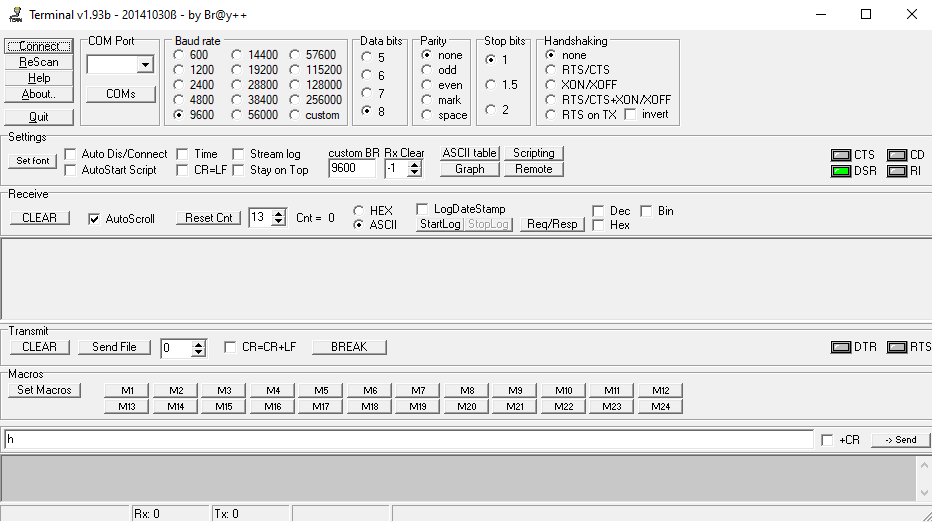 Terminal v1.93b - 20141030ß - by Br@y++
Connect
ReScan
Help
About..
Quit
COM Port
COMs
Baud rate
600 14400 57600
1200 19200 115200
2400 28800 128000
4800 38400 256000
9600 56000 custom
Data bits
5
6
7
8
Parity
none
odd
even
mark
space
Stop bits
1
1.5
2
Handshaking
none
RTS/CTS
XON/XOFF
RTS/CTS+XON/XOFF
RTS on TX invert
Settings
Set font
Auto Dis/Connect Time Stream log
AutoStart Script CR=LF Stay on Top
custom BR Rx Clear
9600 -1
ASCII table Scripting
Graph Remote
CTS CD
DSR RI
Receive
CLEAR AutoScroll Reset Cnt 13 Cnt = 0
HEX
ASCII
LogDateStamp
StartLog StopLog Req/Resp
Dec Bin
Hex
Transmit
CLEAR Send File 0 CR=CR+LF BREAK DTR RTS
Macros
Set Macros
M1 M2 M3 M4 M5 M6 M7 M8 M9 M10 M11 M12
M13 M14 M15 M16 M17 M18 M19 M20 M21 M22 M23 M24
h +CR -> Send
Rx: 0 Tx: 0